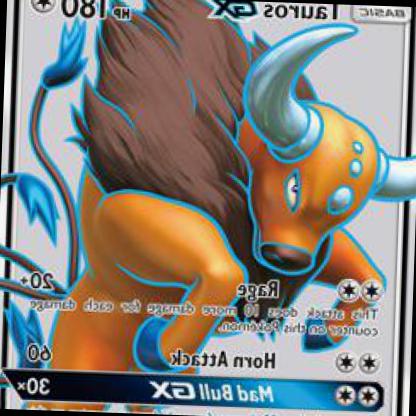 BASIC Tauros GX HP 180
Rage 20+
This attack does 10 more damage for each damage
counter on this Pokémon.
Horn Attack 60
Mad Bull GX 30×